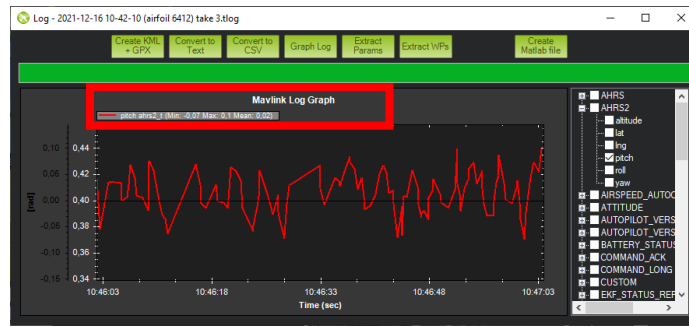 Log - 2021-12-16 10-42-10 (airfoil 6412) take 3.tlog
Create KML + GPX
Convert to Text
Convert to CSV
Graph Log
Extract Params
Extract WPs
Create Matlab file
Mavlink Log Graph
pitch ahrs2_t (Min: -0,07 Max: 0,1 Mean: 0,02)
0,10
0,05
0,00
-0,05
-0,10
-0,15
[rad]
0,44
0,42
0,40
0,38
0,36
0,34
10:46:03
10:46:18
10:46:33
10:46:48
10:47:03
Time (sec)
AHRS
AHRS2
altitude
lat
lng
pitch
roll
yaw
AIRSPEED_AUTOC
ATTITUDE
AUTOPILOT_VERS
AUTOPILOT_VERS
BATTERY_STATUS
COMMAND_ACK
COMMAND_LONG
CUSTOM
EKF_STATUS_REF